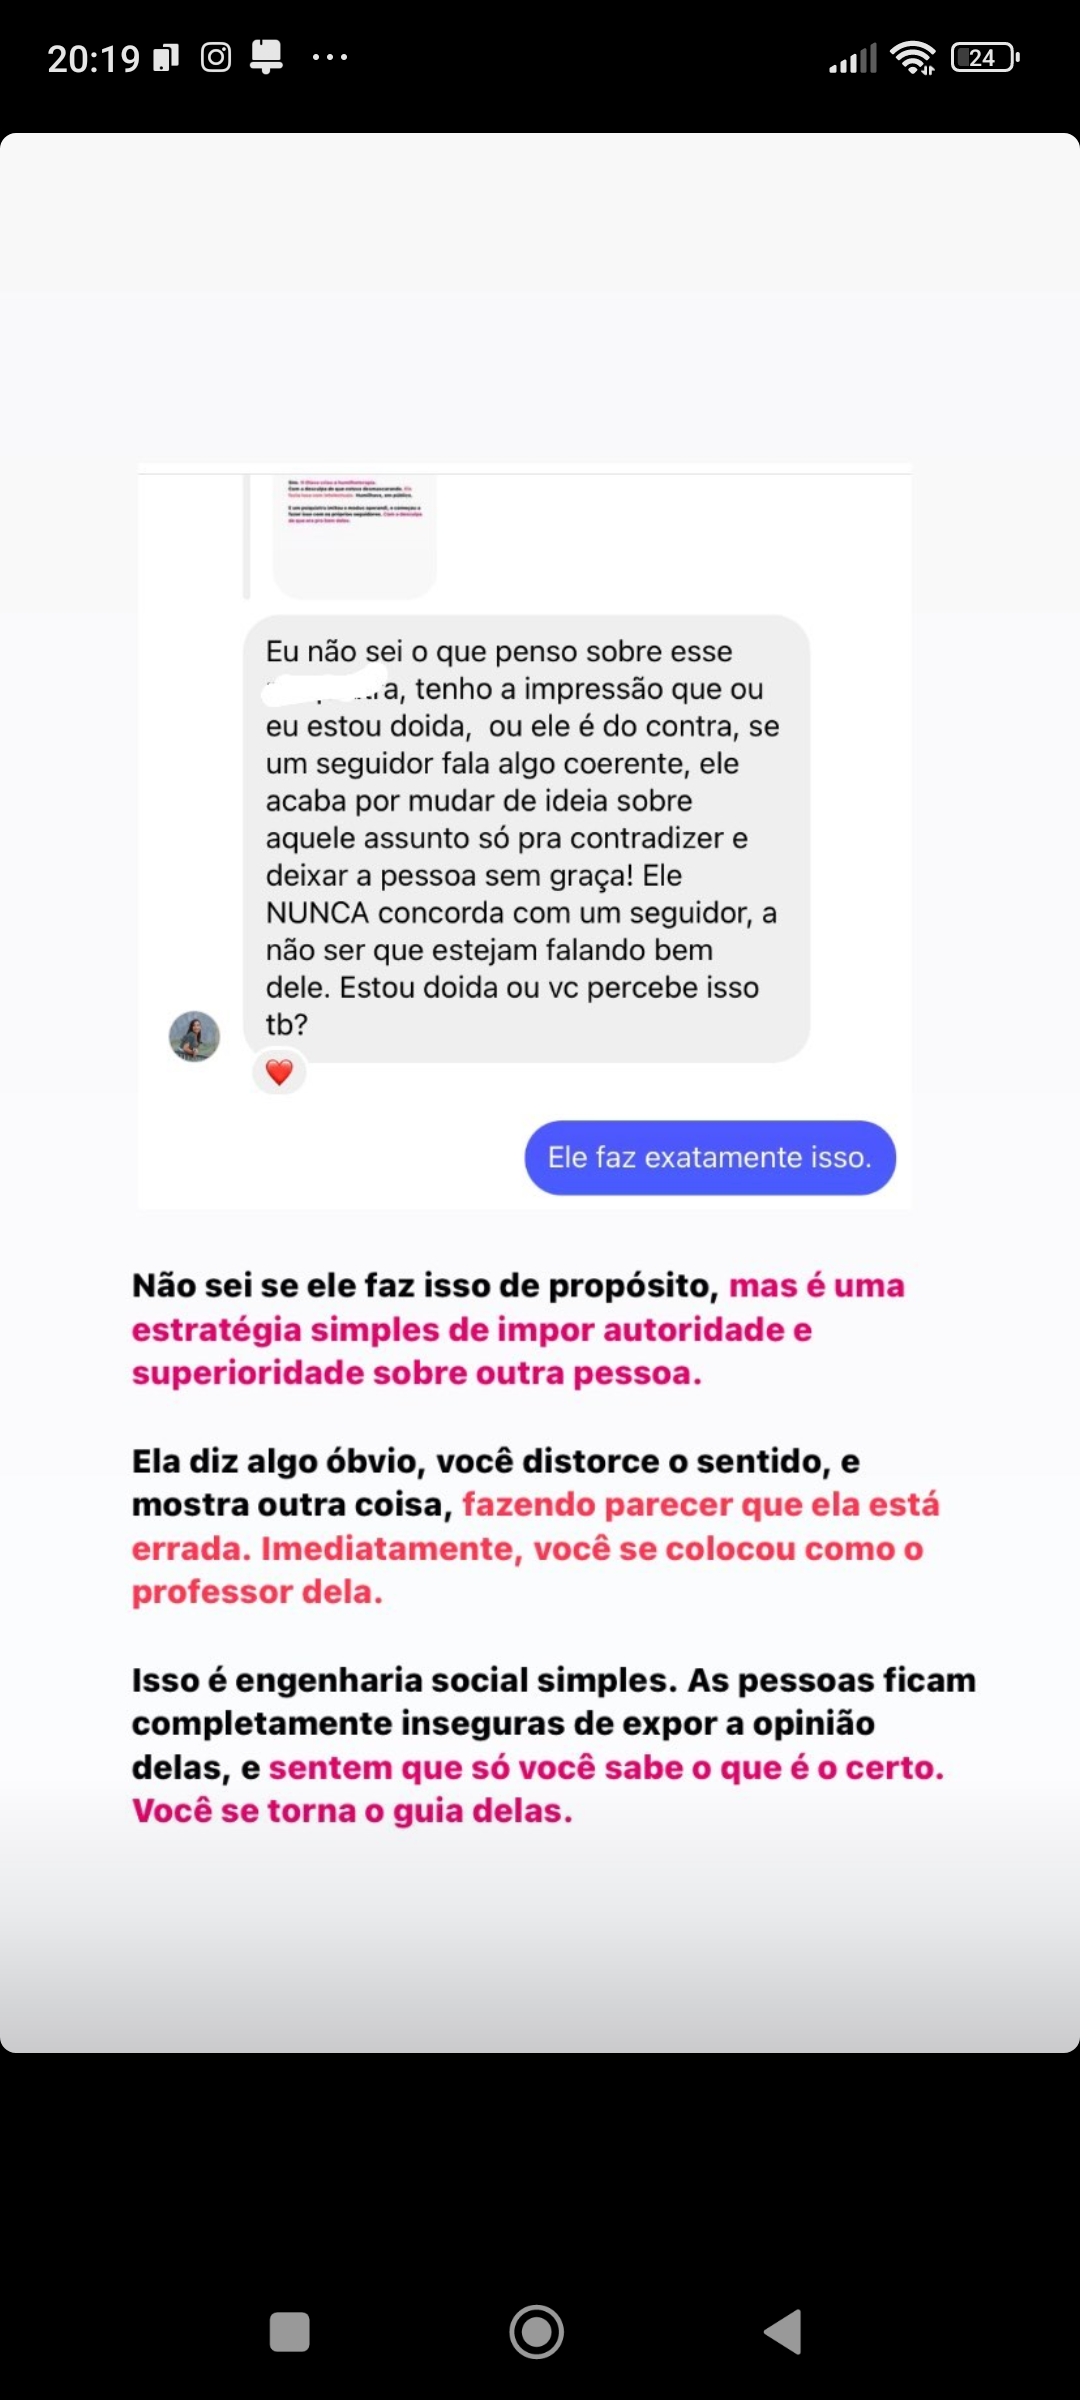 20:19
24
Eu não sei o que penso sobre esse
a, tenho a impressão que ou
eu estou doida,  ou ele é do contra, se
um seguidor fala algo coerente, ele
acaba por mudar de ideia sobre
aquele assunto só pra contradizer e
deixar a pessoa sem graça! Ele
NUNCA concorda com um seguidor, a
não ser que estejam falando bem
dele. Estou doida ou vc percebe isso
tb?
Ele faz exatamente isso.
Não sei se ele faz isso de propósito, mas é uma
estratégia simples de impor autoridade e
superioridade sobre outra pessoa.
Ela diz algo óbvio, você distorce o sentido, e
mostra outra coisa, fazendo parecer que ela está
errada. Imediatamente, você se colocou como o
professor dela.
Isso é engenharia social simples. As pessoas ficam
completamente inseguras de expor a opinião
delas, e sentem que só você sabe o que é o certo.
Você se torna o guia delas.